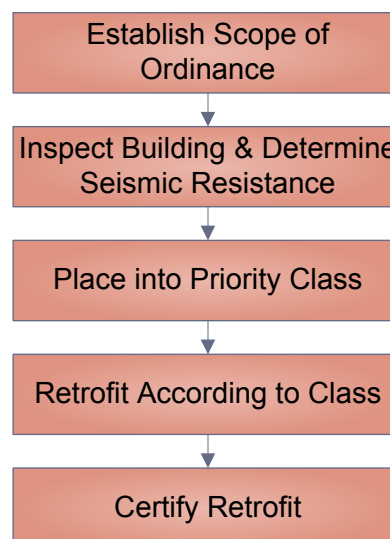 Establish Scope of
Ordinance
Inspect Building & Determine
Seismic Resistance
Place into Priority Class
Retrofit According to Class
Certify Retrofit